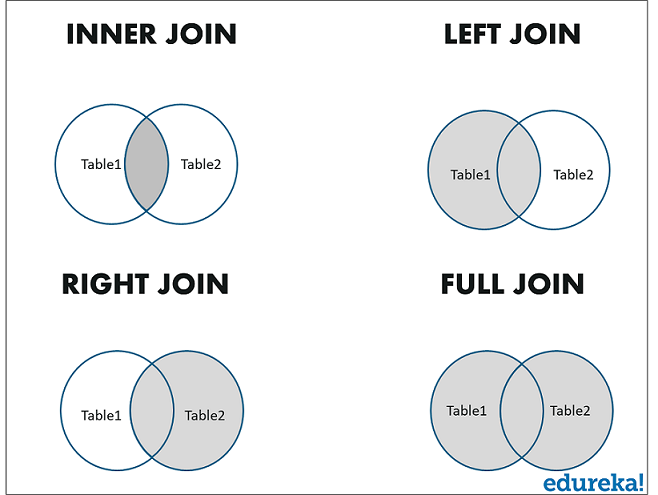 INNER JOIN
LEFT JOIN
Table1 Table2
Table1 Table2
RIGHT JOIN
FULL JOIN
Table1 Table2
Table1 Table2
edureka!